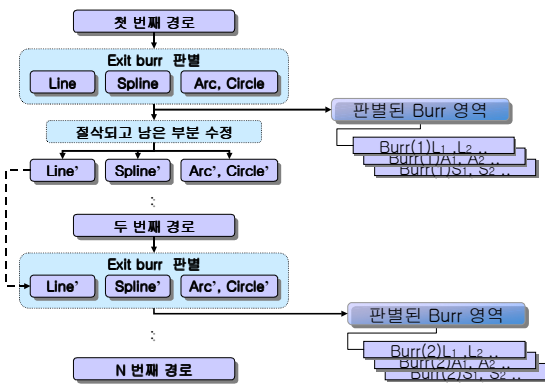 첫 번째 경로
Exit burr 판별
Line Spline Arc, Circle
판별된 Burr 영역
절삭되고 남은 부분 수정
Burr(1)L1 ,L2 ..
Burr(1)A1, A2 ..
Burr(1)S1, S2 ..
Line’ Spline’ Arc’, Circle’
두 번째 경로
Exit burr 판별
Line’ Spline’ Arc’, Circle’
판별된 Burr 영역
Burr(2)L1 ,L2 ..
Burr(2)A1, A2 ..
Burr(2)S1, S2 ..
N 번째 경로